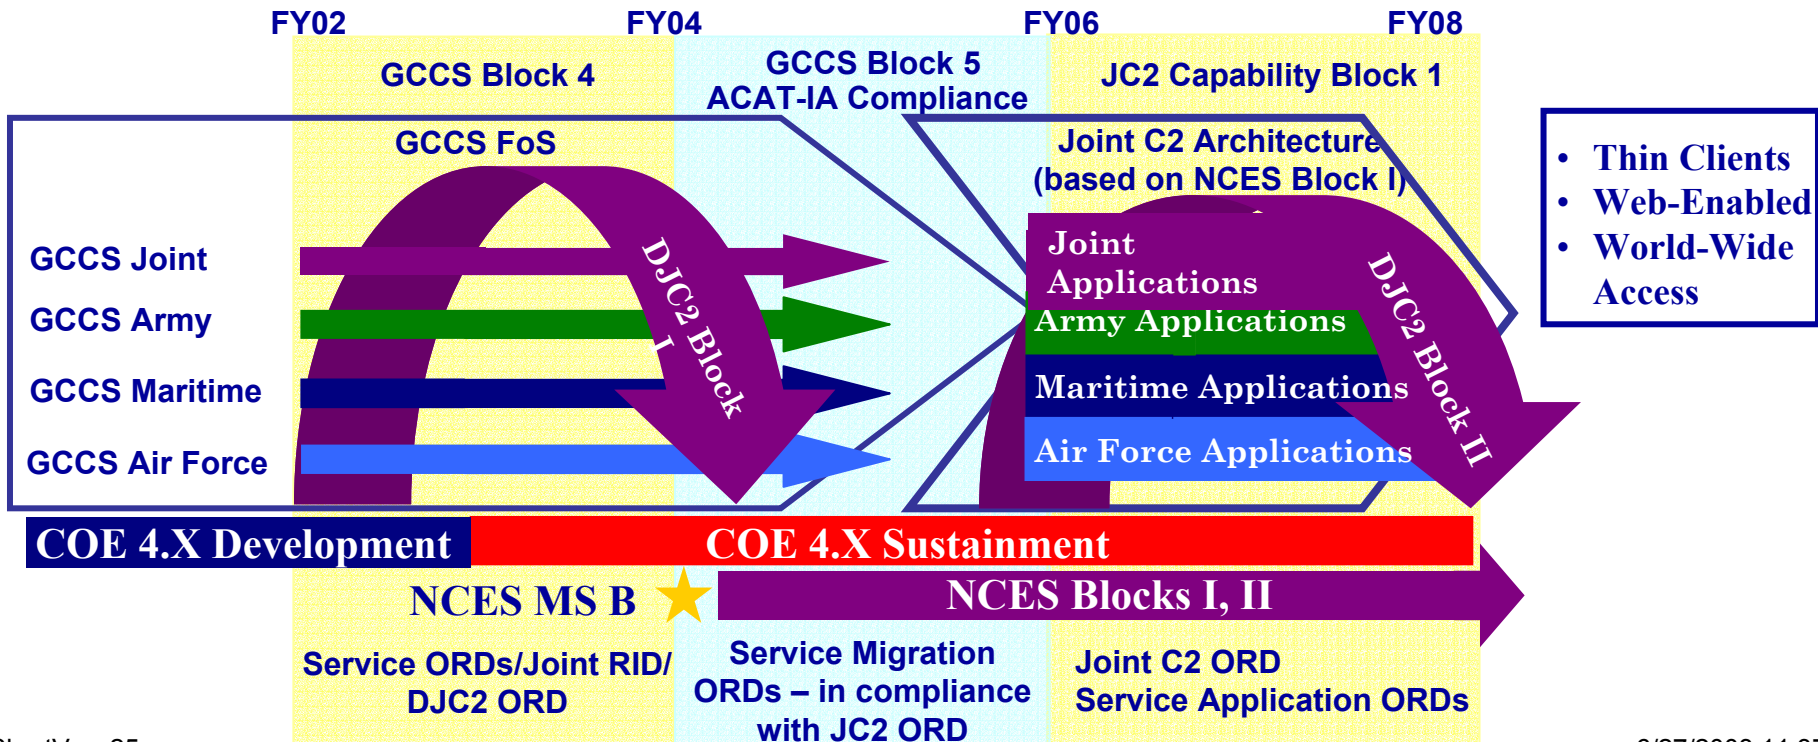 FY02 FY04 FY06 FY08
GCCS Block 4
GCCS Block 5
ACAT-IA Compliance
JC2 Capability Block 1
GCCS FoS
Joint C2 Architecture
(based on NCES Block I)
• Thin Clients
• Web-Enabled
• World-Wide
Access
GCCS Joint
GCCS Army
GCCS Maritime
GCCS Air Force
DJC2 Block
I
Joint
Applications
Army Applications
Maritime Applications
Air Force Applications
DJC2 Block II
COE 4.X Development
COE 4.X Sustainment
NCES MS B
NCES Blocks I, II
Service ORDs/Joint RID/
DJC2 ORD
Service Migration
ORDs – in compliance
with JC2 ORD
Joint C2 ORD
Service Application ORDs